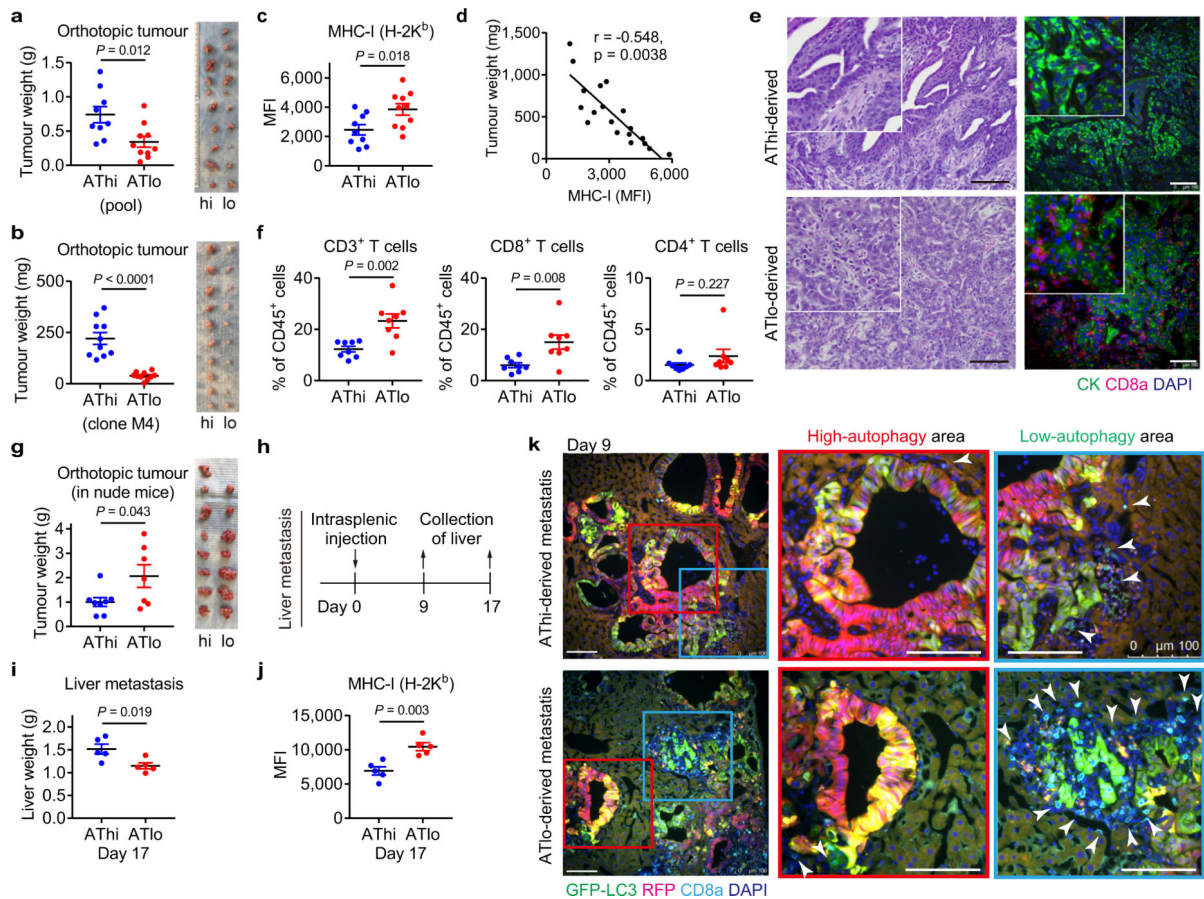 a
Orthotopic tumour
P = 0.012
Tumour weight (g)
1.5
1.0
0.5
0.0
AThi ATlo
(pool)
hi lo
b
Orthotopic tumour
P < 0.0001
Tumour weight (mg)
500
250
0
AThi ATlo
(clone M4)
hi lo
c
MHC-I (H-2Kb)
P = 0.018
MFI
6,000
4,000
2,000
0
AThi ATlo
d
r = -0.548,
p = 0.0038
Tumour weight (mg)
1,500
1,000
500
0
0 3,000 6,000
MHC-I (MFI)
e
AThi-derived
ATlo-derived
0 µm 100
0 µm 100
CK CD8a DAPI
f
CD3+ T cells
P = 0.002
% of CD45+ cells
40
20
0
AThi ATlo
CD8+ T cells
P = 0.008
% of CD45+ cells
40
20
0
AThi ATlo
CD4+ T cells
P = 0.227
% of CD45+ cells
10
5
0
AThi ATlo
g
Orthotopic tumour
(in nude mice)
P = 0.043
Tumour weight (g)
4
3
2
1
0
AThi ATlo
hi lo
h
Liver metastasis
Intrasplenic
injection
Collection
of liver
Day 0 9 17
i
Liver metastasis
P = 0.019
Liver weight (g)
2.0
1.5
1.0
0.5
0.0
AThi ATlo
Day 17
j
MHC-I (H-2Kb)
P = 0.003
MFI
15,000
10,000
5,000
0
AThi ATlo
Day 17
k
Day 9
High-autophagy area
Low-autophagy area
AThi-derived metastasis
0 µm 100
ATlo-derived metastatis
GFP-LC3 RFP CD8a DAPI